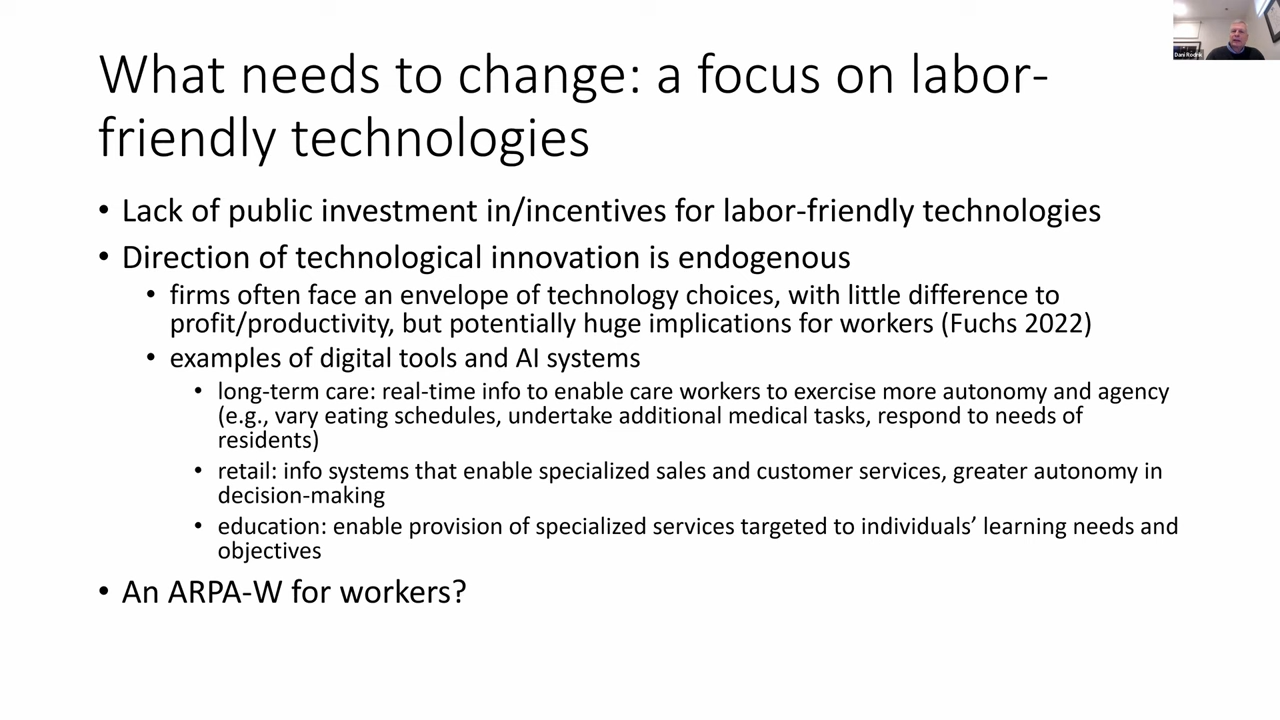 What needs to change: a focus on labor-
friendly technologies
• Lack of public investment in/incentives for labor-friendly technologies
• Direction of technological innovation is endogenous
• firms often face an envelope of technology choices, with little difference to
profit/productivity, but potentially huge implications for workers (Fuchs 2022)
• examples of digital tools and AI systems
• long-term care: real-time info to enable care workers to exercise more autonomy and agency
(e.g., vary eating schedules, undertake additional medical tasks, respond to needs of
residents)
• retail: info systems that enable specialized sales and customer services, greater autonomy in
decision-making
• education: enable provision of specialized services targeted to individuals’ learning needs and
objectives
• An ARPA-W for workers?
Dani Rodrik